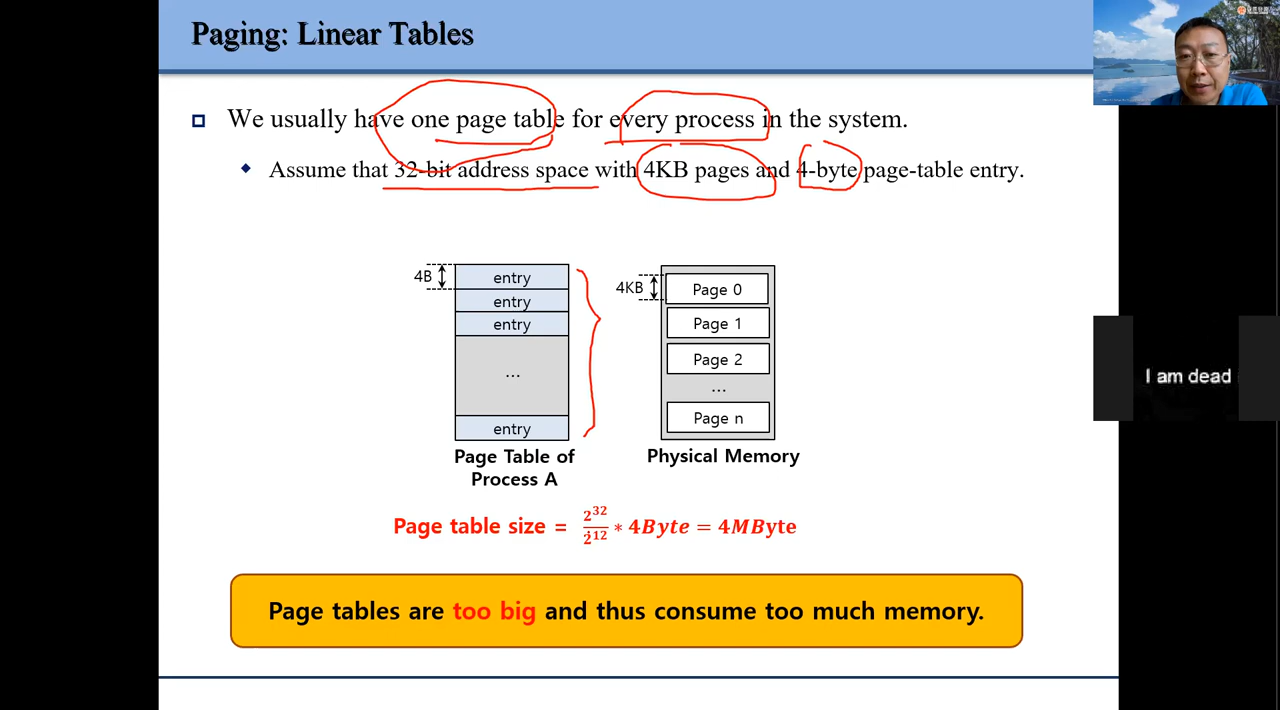 Paging: Linear Tables
We usually have one page table for every process in the system.
Assume that 32-bit address space with 4KB pages and 4-byte page-table entry.
4B
entry
entry
entry
...
entry
Page Table of
Process A
4KB
Page 0
Page 1
Page 2
...
Page n
Physical Memory
Page table size = 2^32/2^12 * 4Byte = 4MByte
Page tables are too big and thus consume too much memory.
I am dead